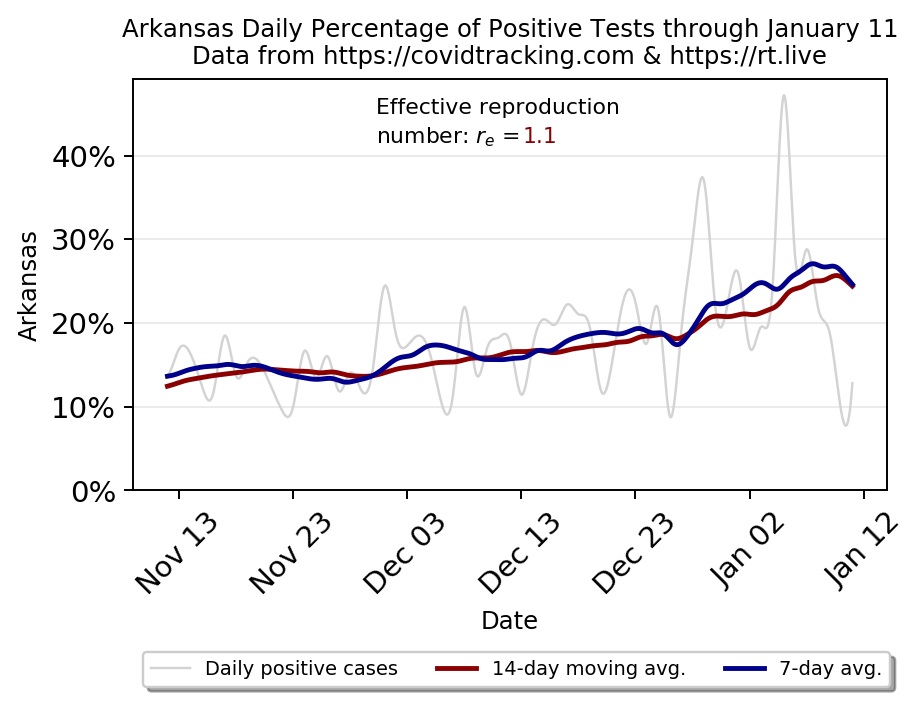 Arkansas Daily Percentage of Positive Tests through January 11
Data from https://covidtracking.com & https://rt.live
Effective reproduction
number: rₑ =1.1
40%
30%
20%
10%
0%
Arkansas
Nov 13
Nov 23
Dec 03
Dec 13
Dec 23
Jan 02
Jan 12
Date
Daily positive cases
14-day moving avg.
7-day avg.